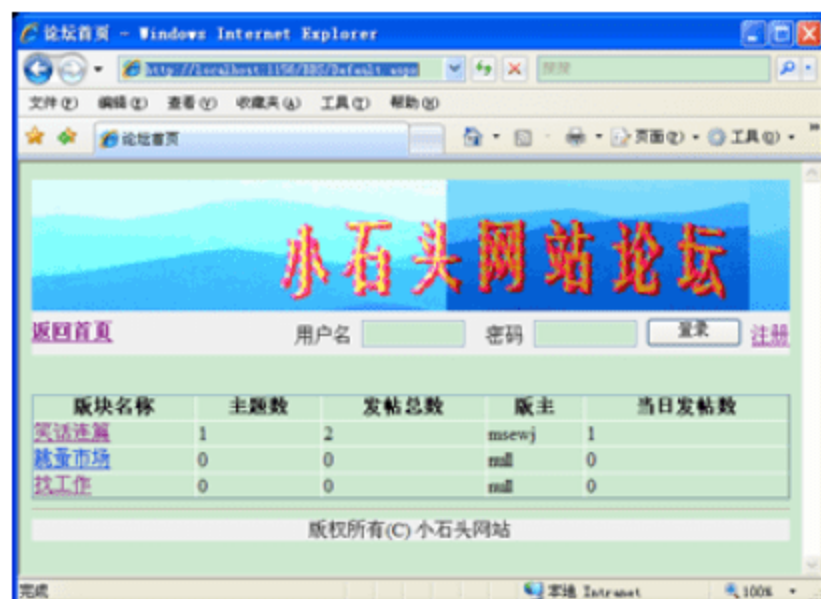 论坛首页 - Windows Internet Explorer
http://localhost:1156/BBS/Default.aspx 搜搜
文件(F) 编辑(E) 查看(V) 收藏夹(A) 工具(T) 帮助(H)
论坛首页 页面(P) 工具(O) »
小石头网站论坛
返回首页 用户名 密码 登录 注册
版块名称 主题数 发帖总数 版主 当日发帖数
笑话连篇 1 2 msewj 1
跳蚤市场 0 0 null 0
找工作 0 0 null 0
版权所有(C) 小石头网站
完成 本地 Intranet 100%